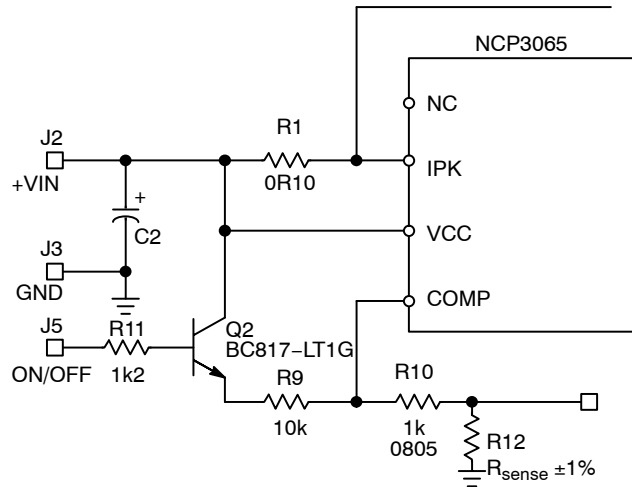 NCP3065
NC
R1
J2
+VIN
0R10
IPK
+
C2
VCC
J3
GND
COMP
J5
R11
Q2
BC817–LT1G
ON/OFF
1k2
R9
R10
10k
1k
0805
R12
Rsense ±1%